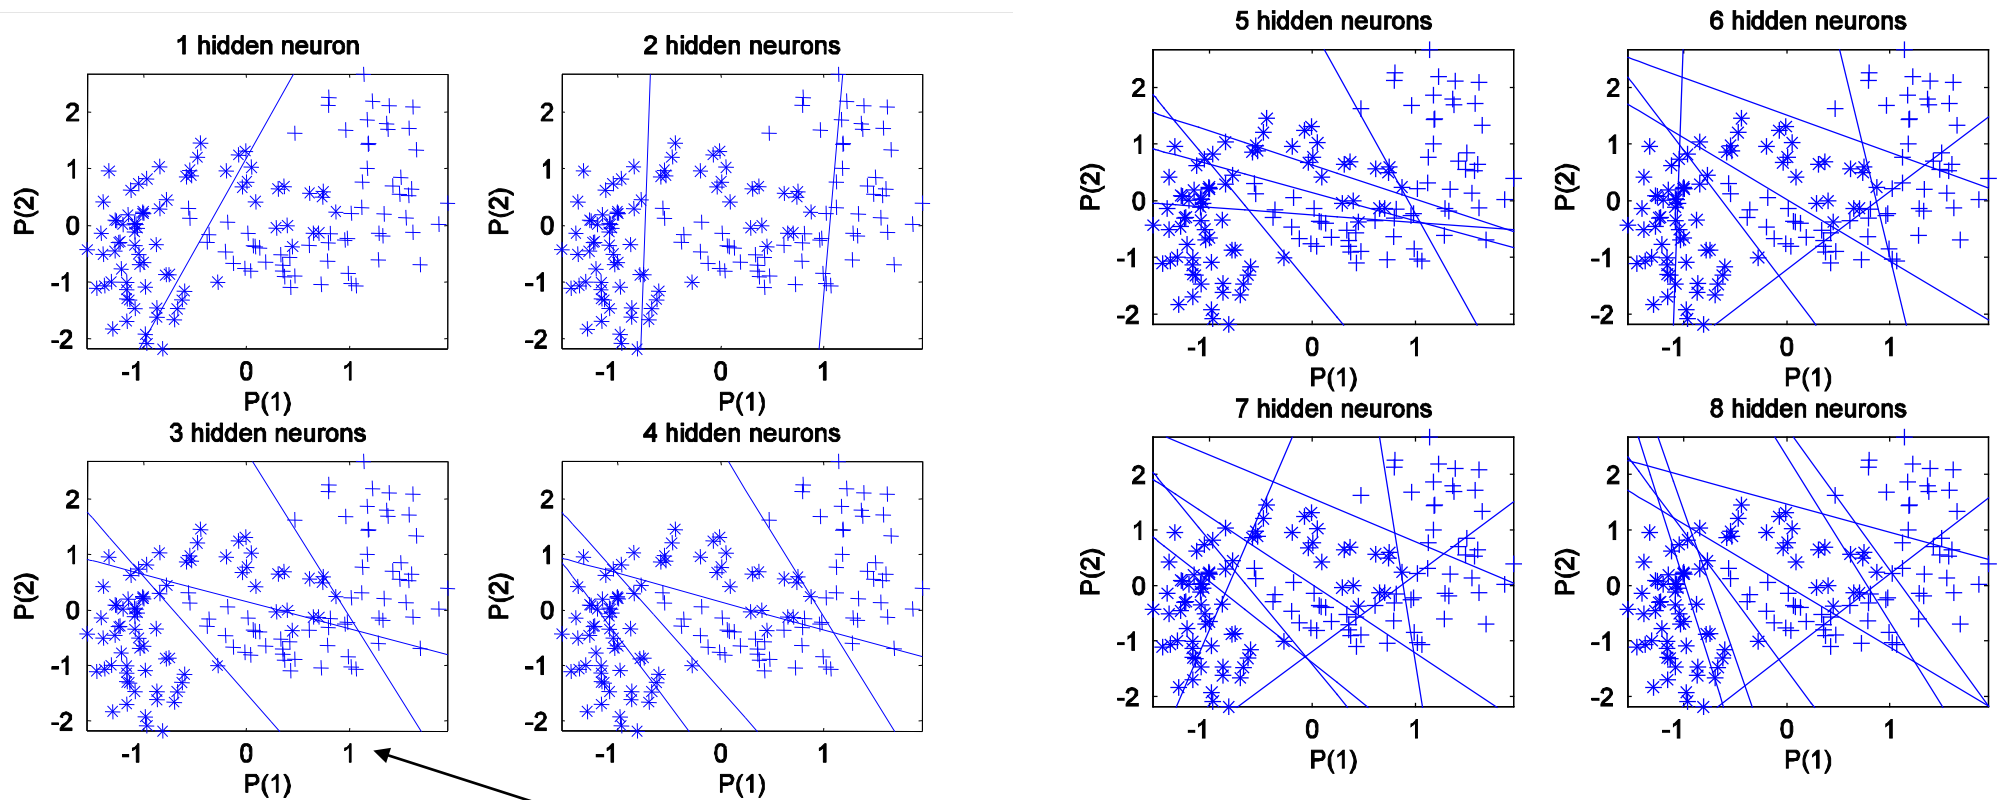 1 hidden neuron
P(2)
2
1
0
-1
-2
-1 0 1
P(1)
2 hidden neurons
P(2)
2
1
0
-1
-2
-1 0 1
P(1)
3 hidden neurons
P(2)
2
1
0
-1
-2
-1 0 1
P(1)
4 hidden neurons
P(2)
2
1
0
-1
-2
-1 0 1
P(1)
5 hidden neurons
P(2)
2
1
0
-1
-2
-1 0 1
P(1)
6 hidden neurons
P(2)
2
1
0
-1
-2
-1 0 1
P(1)
7 hidden neurons
P(2)
2
1
0
-1
-2
-1 0 1
P(1)
8 hidden neurons
P(2)
2
1
0
-1
-2
-1 0 1
P(1)